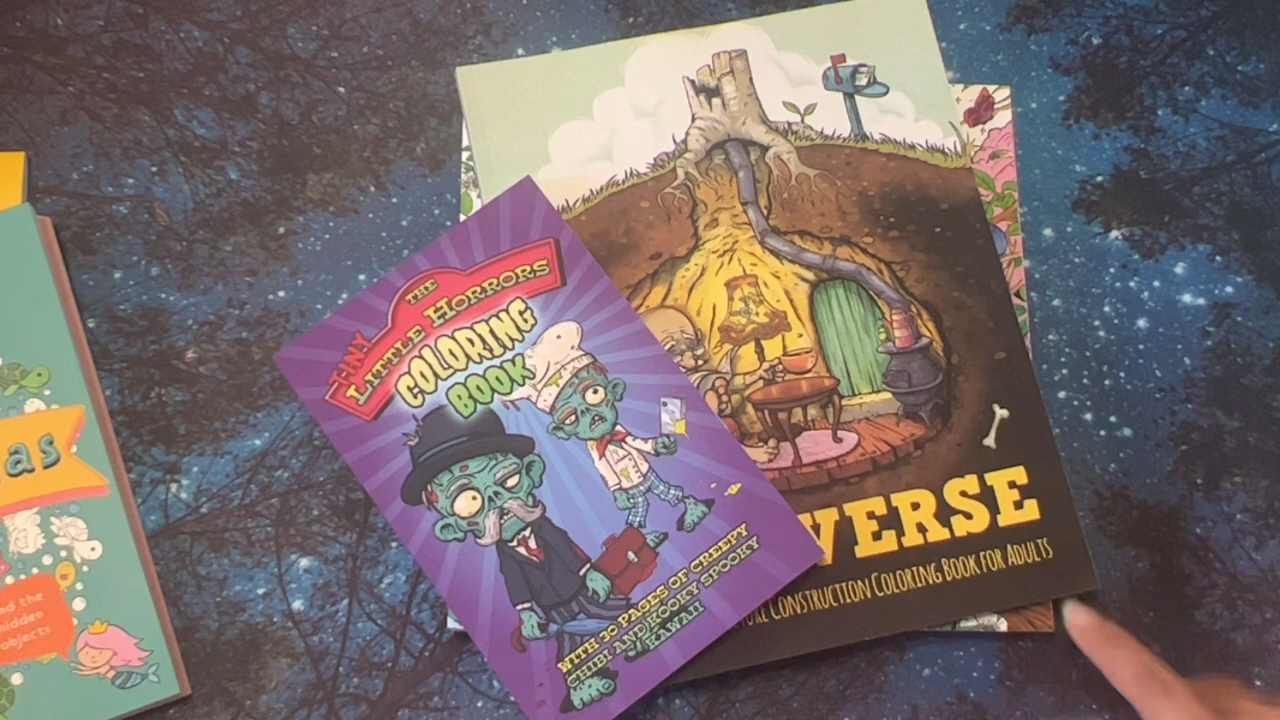 THE
TINY
LITTLE HORRORS
COLORING
BOOK
WITH 30 PAGES OF CREEPY
CHIBI AND KOOKY SPOOKY
KAWAII
VERSE
CONSTRUCTION COLORING BOOK FOR ADULTS
as
nd the
hidden
objects